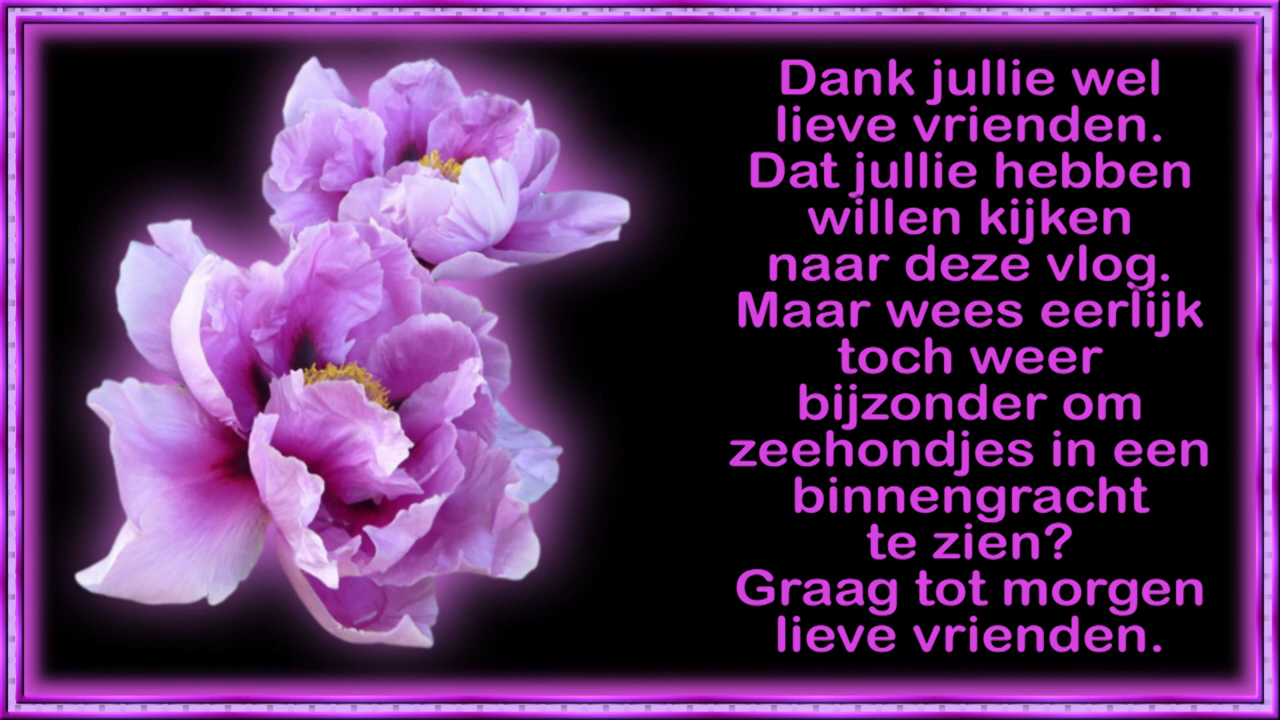 Dank jullie wel
lieve vrienden.
Dat jullie hebben
willen kijken
naar deze vlog.
Maar wees eerlijk
toch weer
bijzonder om
zeehondjes in een
binnengracht
te zien?
Graag tot morgen
lieve vrienden.